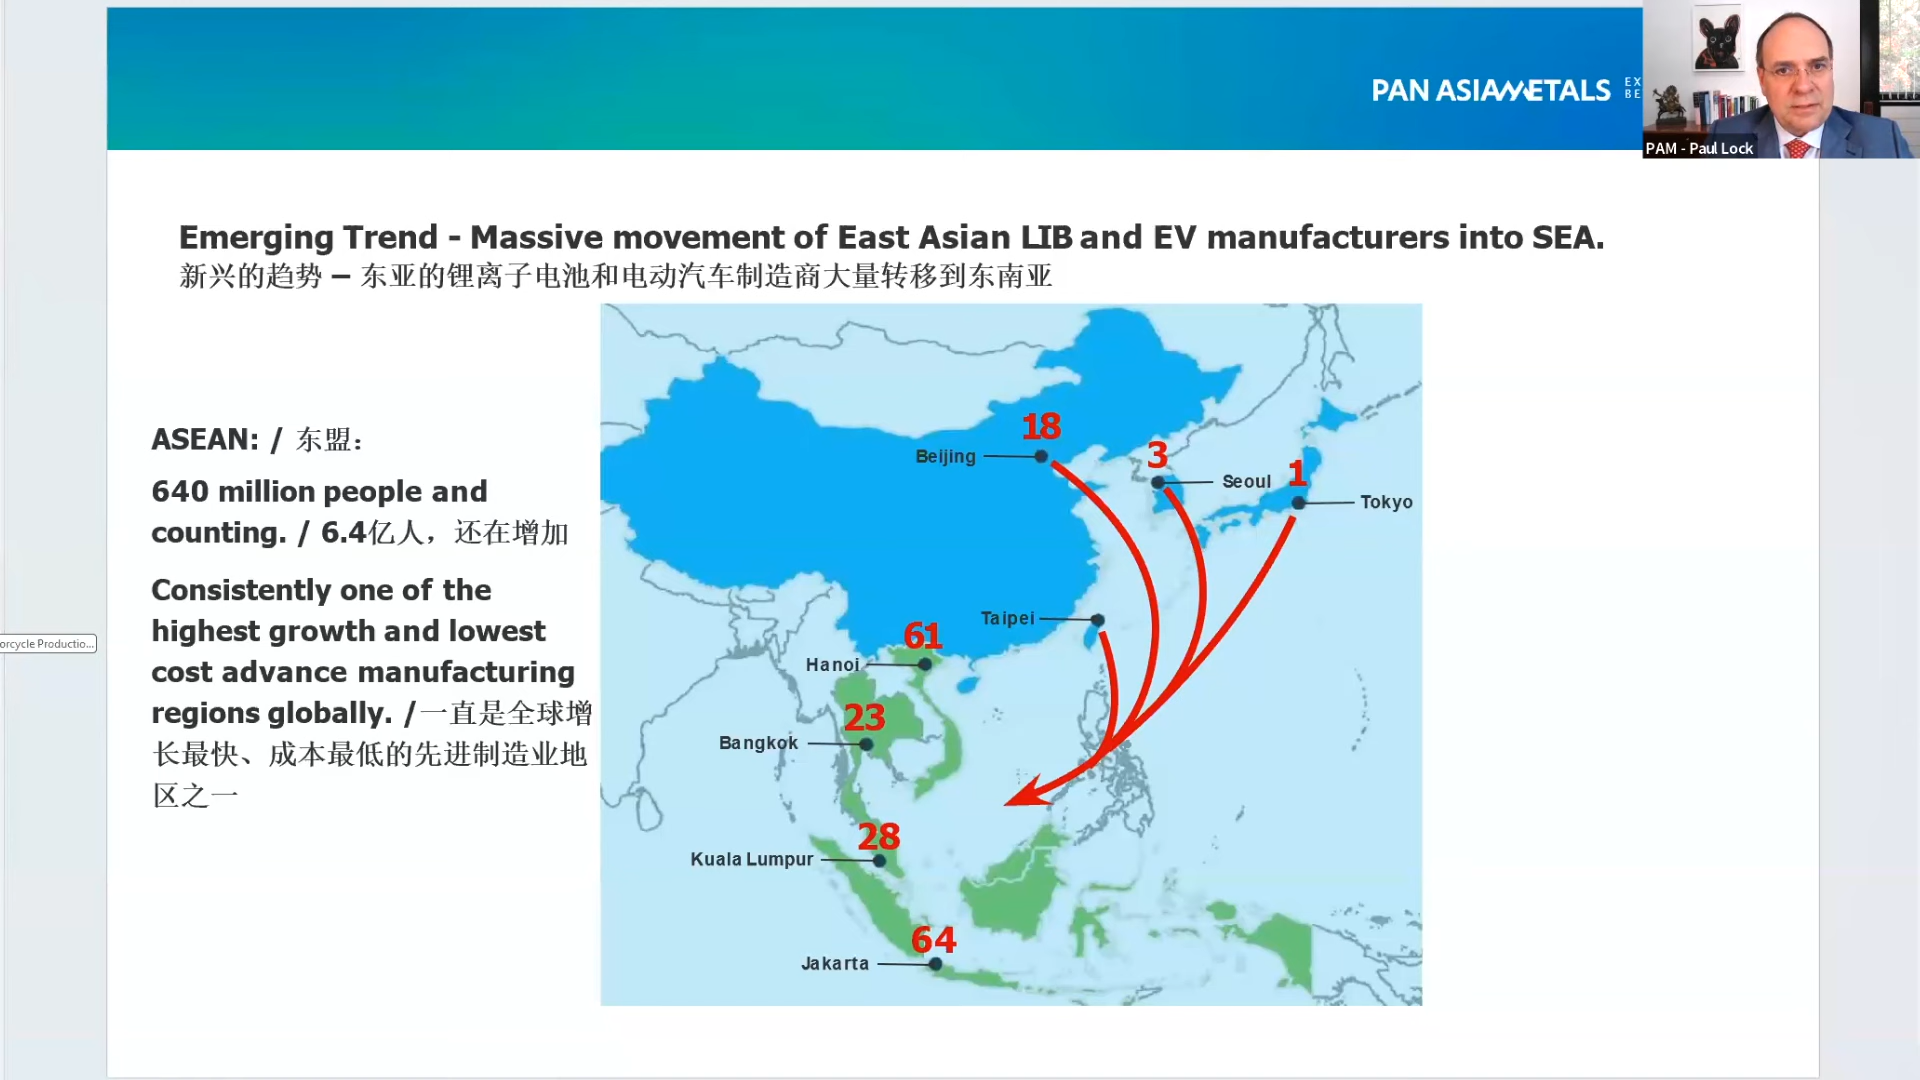 PAN ASIA METALS
EX
BE
PAM - Paul Lock
Emerging Trend - Massive movement of East Asian LIB and EV manufacturers into SEA.
新兴的趋势 – 东亚的锂离子电池和电动汽车制造商大量转移到东南亚
ASEAN: / 东盟：
640 million people and
counting. / 6.4亿人，还在增加
Consistently one of the
highest growth and lowest
cost advance manufacturing
regions globally. /一直是全球增
长最快、成本最低的先进制造业地
区之一
orcycle Productio...
18
Beijing
3
Seoul
1
Tokyo
Taipei
61
Hanoi
23
Bangkok
28
Kuala Lumpur
64
Jakarta